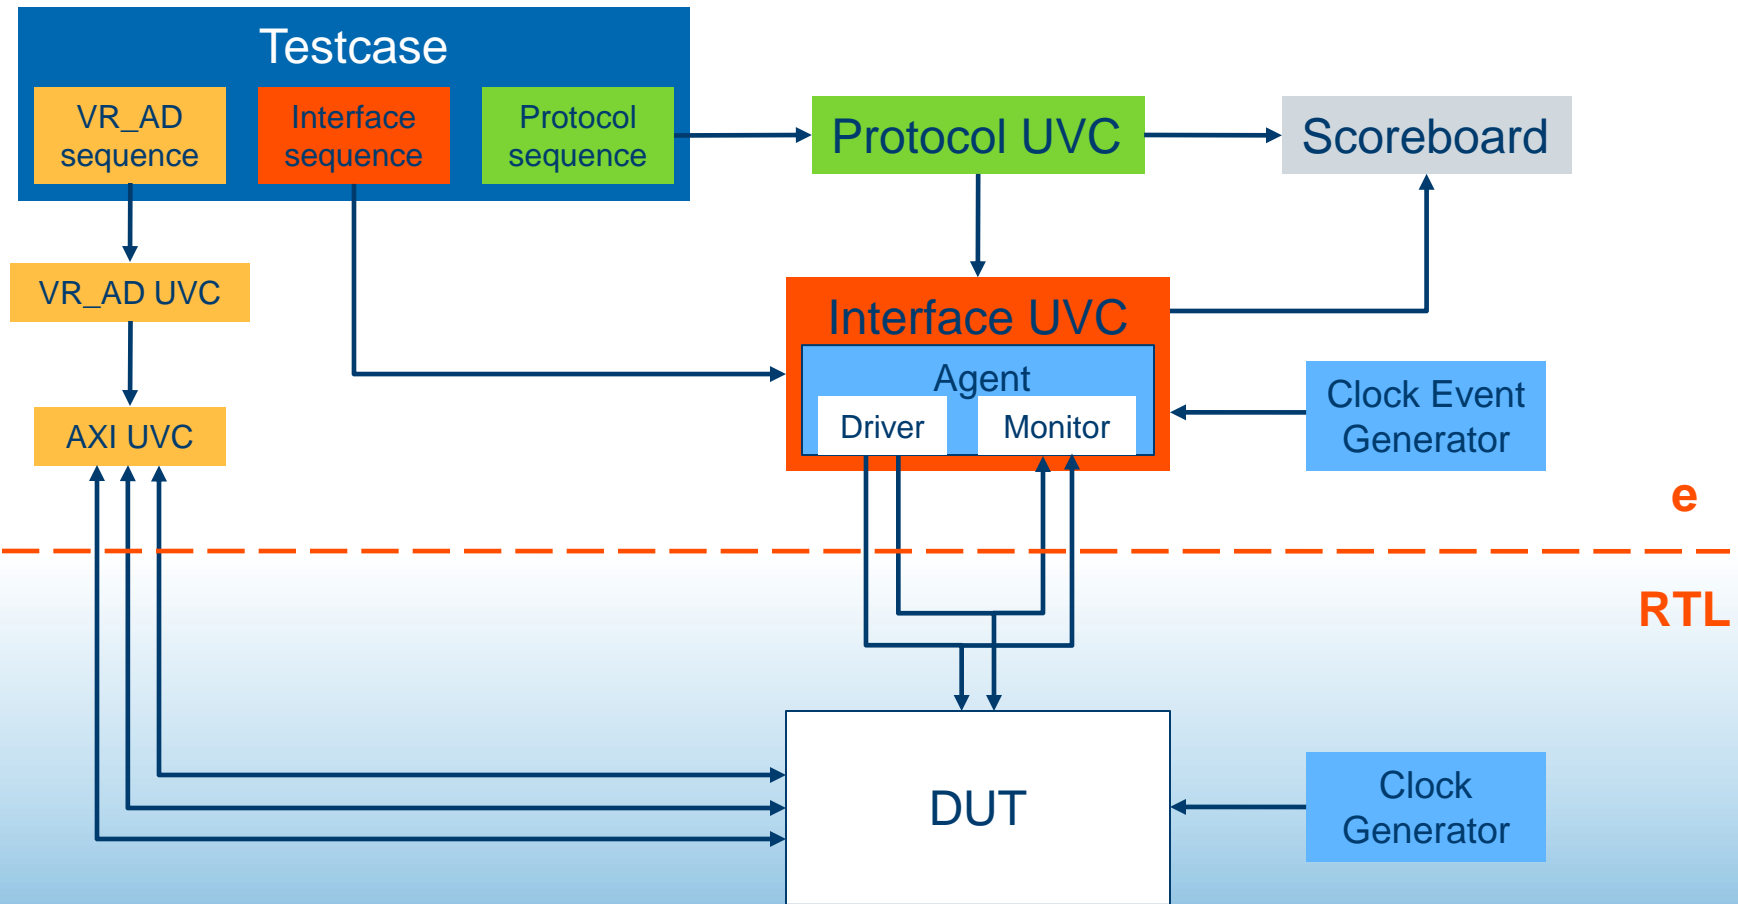 Testcase
VR_AD
sequence
Interface
sequence
Protocol
sequence
Protocol UVC
Scoreboard
VR_AD UVC
Interface UVC
Agent
Driver
Monitor
Clock Event
Generator
AXI UVC
e
RTL
DUT
Clock
Generator